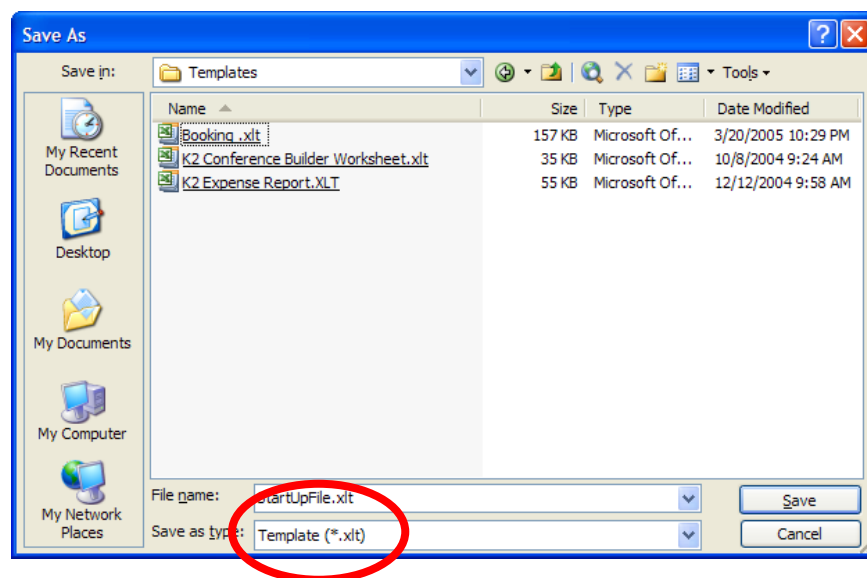 Save As
Save in: Templates Tools
Name Size Type Date Modified
Booking .xlt 157 KB Microsoft Of... 3/20/2005 10:29 PM
K2 Conference Builder Worksheet.xlt 35 KB Microsoft Of... 10/8/2004 9:24 AM
K2 Expense Report.XLT 55 KB Microsoft Of... 12/12/2004 9:58 AM
My Recent
Documents
Desktop
My Documents
My Computer
My Network
Places
File name: StartUpFile.xlt Save
Save as type: Template (*.xlt) Cancel